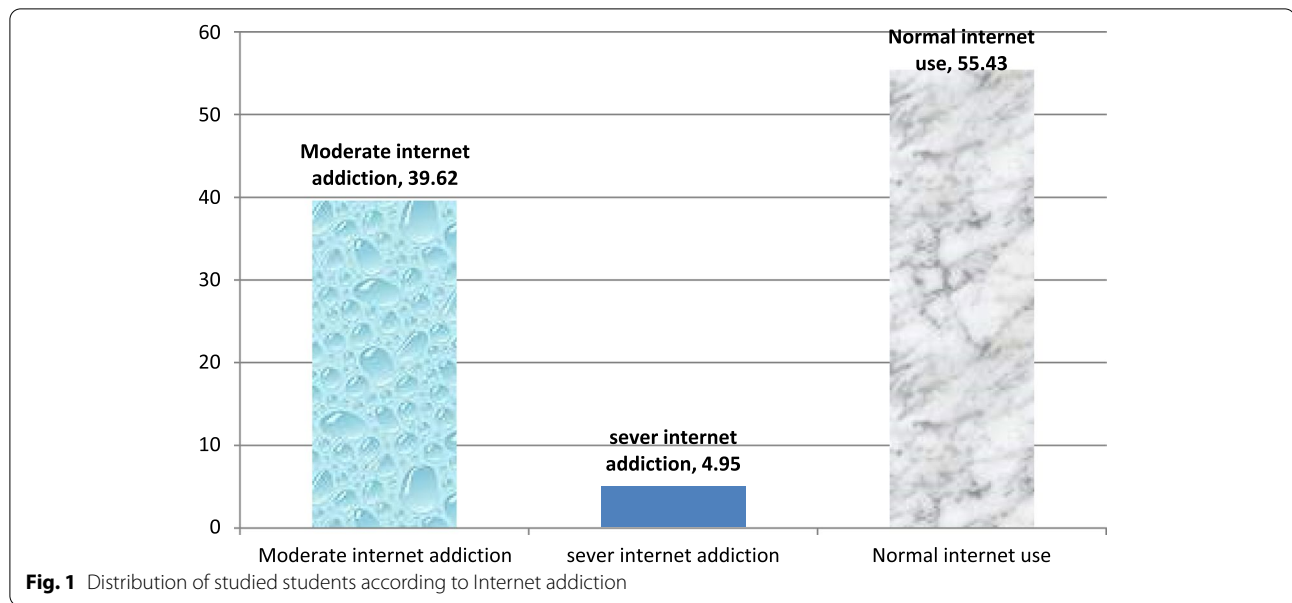 60
Normal internet
use, 55.43
50
Moderate internet
addiction, 39.62
40
30
20
sever internet
addiction, 4.95
10
0
Moderate internet addiction sever internet addiction Normal internet use
Fig. 1 Distribution of studied students according to Internet addiction